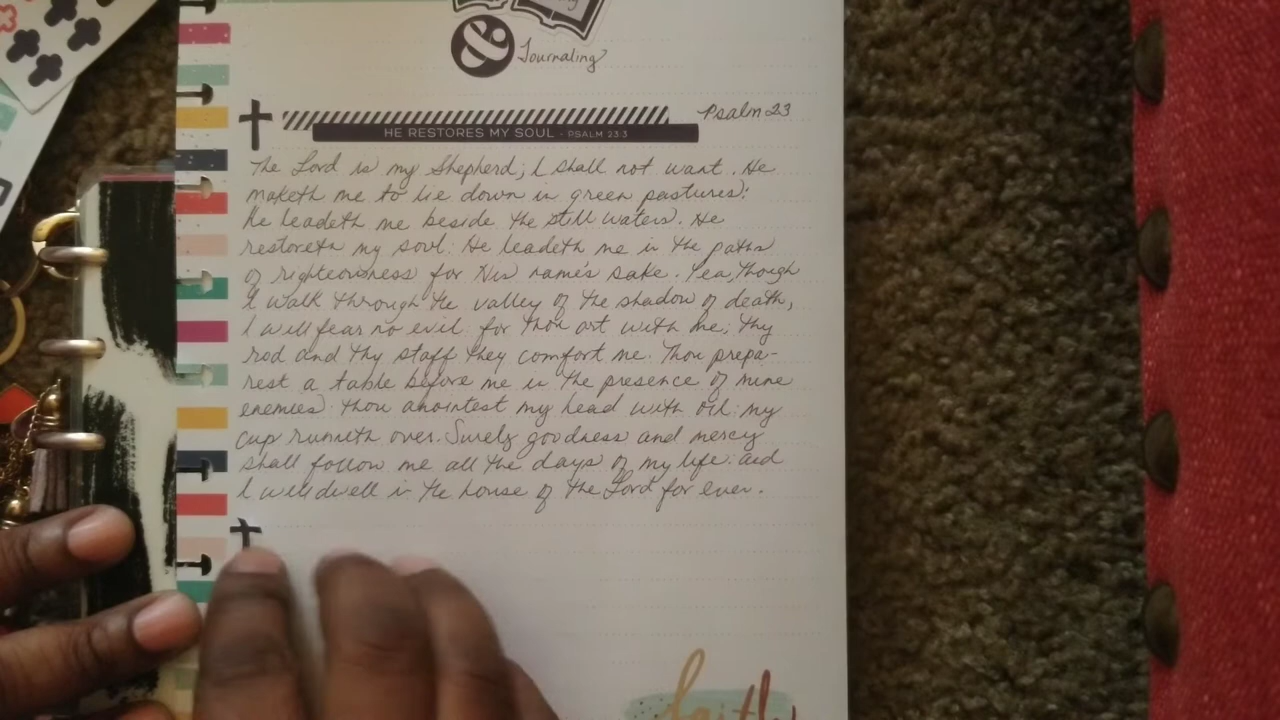 & Journaling
Psalm 23
HE RESTORES MY SOUL - PSALM 23:3
The Lord is my Shepherd; I shall not want. He
maketh me to lie down in green pastures:
he leadeth me beside the still waters. He
restoreth my soul: He leadeth me in the paths
of righteousness for His name's sake. Yea, though
I walk through the valley of the shadow of death,
I will fear no evil: for thou art with me; thy
rod and thy staff they comfort me. Thou prepa-
rest a table before me in the presence of mine
enemies: thou anointest my head with oil: my
cup runneth over. Surely goodness and mercy
shall follow me all the days of my life: and
I will dwell in the house of the Lord for ever.
faith